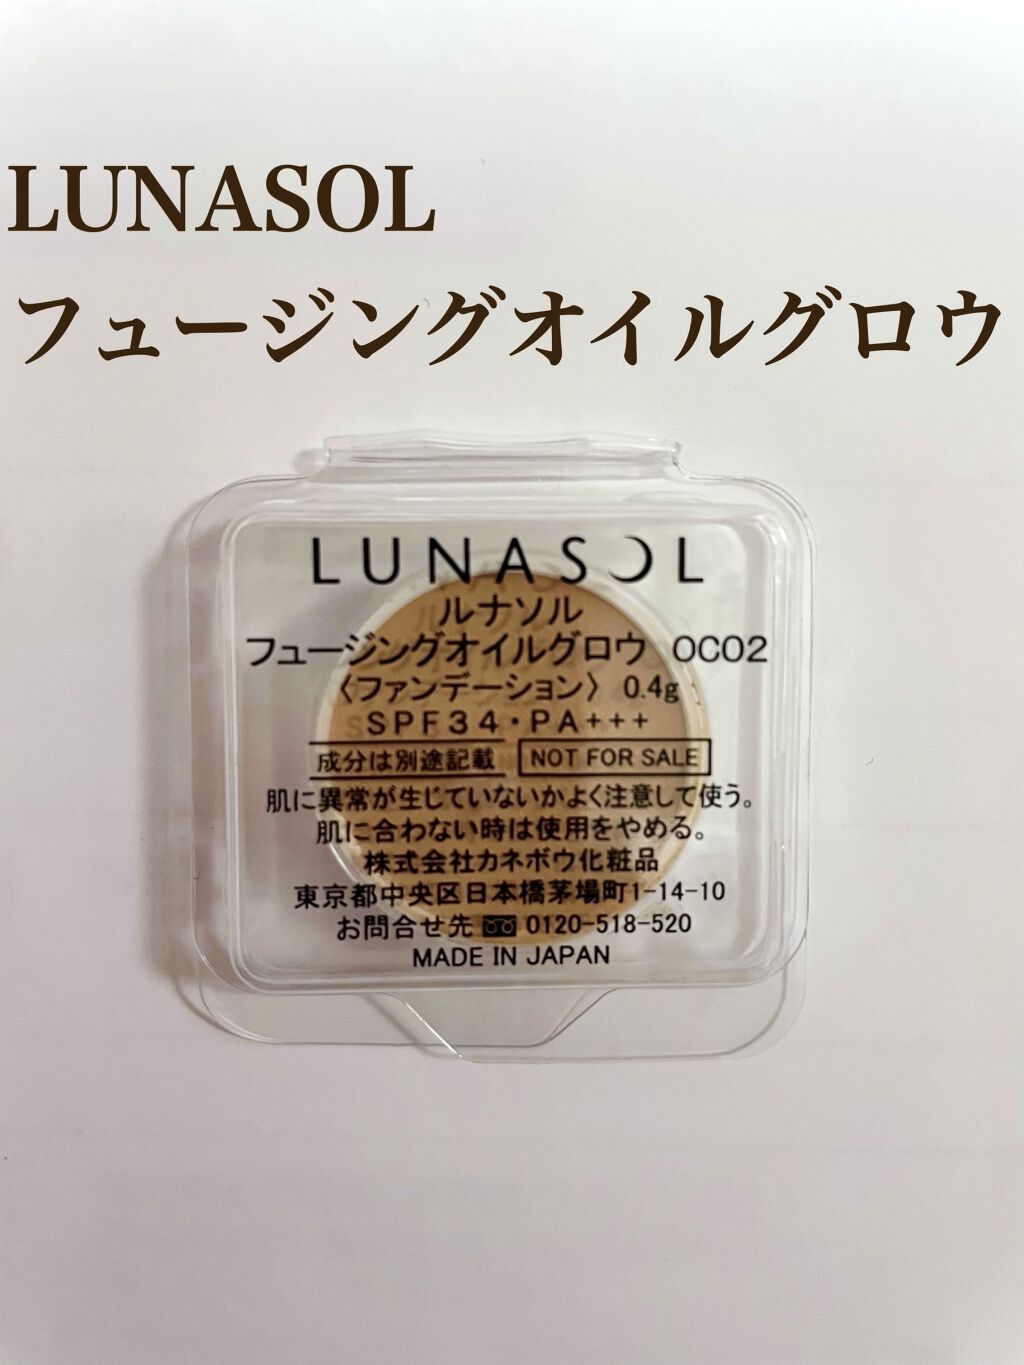 LUNASOL
フュージングオイルグロウ
LUNASOL
ルナソル
フュージングオイルグロウ OC02
〈ファンデーション〉 0.4g
SPF34・PA+++
成分は別途記載 NOT FOR SALE
肌に異常が生じていないかよく注意して使う。
肌に合わない時は使用をやめる。
株式会社カネボウ化粧品
東京都中央区日本橋茅場町1-14-10
お問合せ先 0120-518-520
MADE IN JAPAN